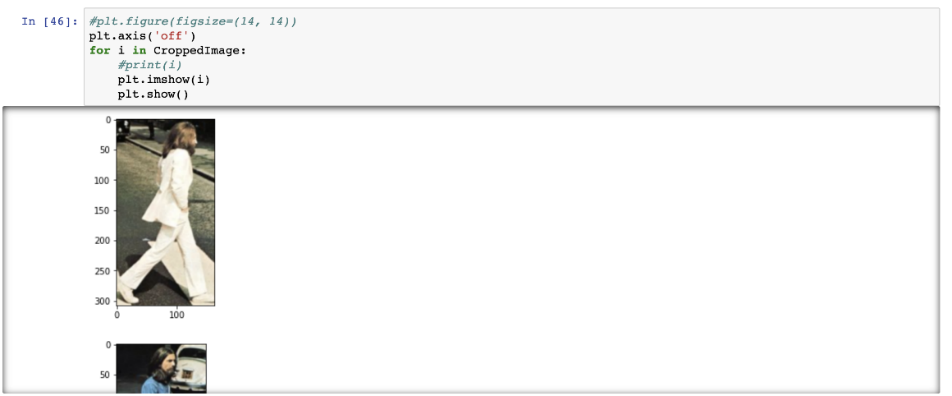 In [46]: #plt.figure(figsize=(14, 14))
plt.axis('off')
for i in CroppedImage:
    #print(i)
    plt.imshow(i)
    plt.show()
0
50
100
150
200
250
300
0 100
0
50